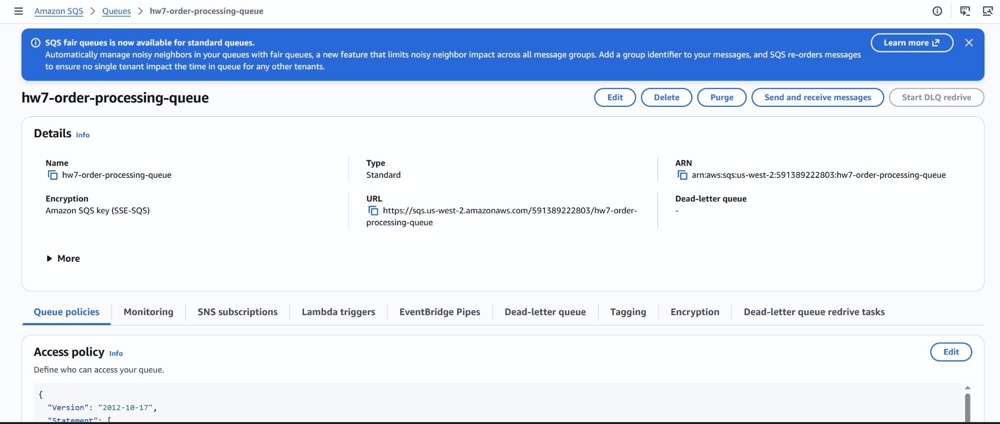 Amazon SQS > Queues > hw7-order-processing-queue
SQS fair queues is now available for standard queues.
Automatically manage noisy neighbors in your queues with fair queues, a new feature that limits noisy neighbor impact across all message groups. Add a group identifier to your messages, and SQS re-orders messages
to ensure no single tenant impact the time in queue for any other tenants.
Learn more
hw7-order-processing-queue
Edit Delete Purge Send and receive messages Start DLQ redrive
Details Info
Name
hw7-order-processing-queue
Type
Standard
ARN
arn:aws:sqs:us-west-2:591389222803:hw7-order-processing-queue
Encryption
Amazon SQS key (SSE-SQS)
URL
https://sqs.us-west-2.amazonaws.com/591389222803/hw7-order-
processing-queue
Dead-letter queue
-
More
Queue policies Monitoring SNS subscriptions Lambda triggers EventBridge Pipes Dead-letter queue Tagging Encryption Dead-letter queue redrive tasks
Access policy Info
Edit
Define who can access your queue.
{
"Version": "2012-10-17",
"Statement": [